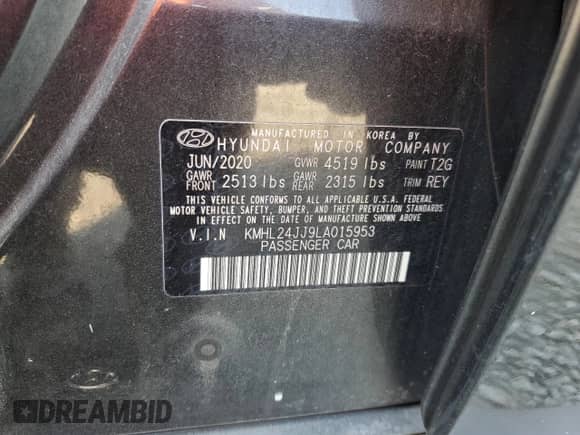 MANUFACTURED IN KOREA BY
HYUNDAI MOTOR COMPANY
JUN/2020 GVWR 4519 lbs PAINT T2G
GAWR FRONT 2513 lbs GAWR REAR 2315 lbs TRIM REY
THIS VEHICLE CONFORMS TO ALL APPLICABLE U.S.A. FEDERAL
MOTOR VEHICLE SAFETY, BUMPER, AND THEFT PREVENTION STANDARDS
IN EFFECT ON THE DATE OF MANUFACTURE SHOWN ABOVE.
V.I.N KMHL24JJ9LA015953
PASSENGER CAR
DREAMBID